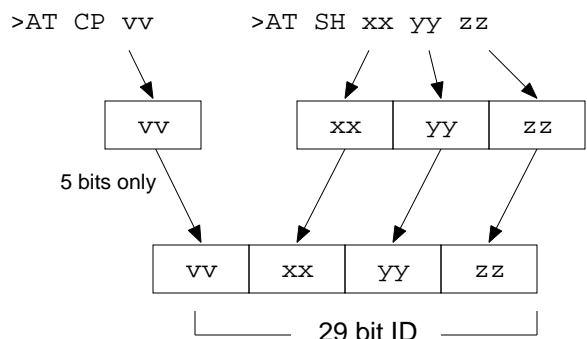 >AT CP vv >AT SH xx yy zz
vv xx yy zz
5 bits only
vv xx yy zz
29 bit ID